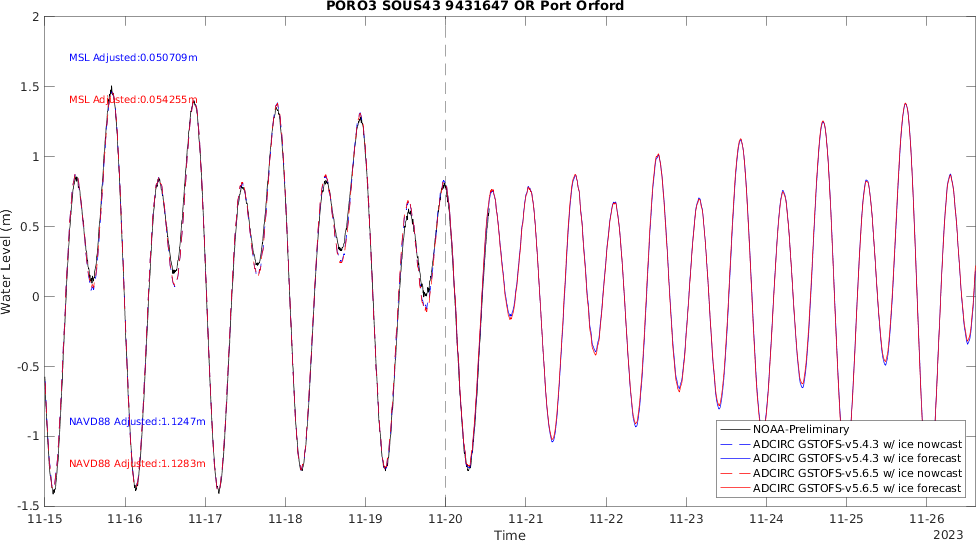 PORO3 SOUS43 9431647 OR Port Orford
Water Level (m)
2
1.5
1
0.5
0
-0.5
-1
-1.5
MSL Adjusted:0.050709m
MSL Adjusted:0.054255m
NAVD88 Adjusted:1.1247m
NAVD88 Adjusted:1.1283m
NOAA-Preliminary
ADCIRC GSTOFS-v5.4.3 w/ ice nowcast
ADCIRC GSTOFS-v5.4.3 w/ ice forecast
ADCIRC GSTOFS-v5.6.5 w/ ice nowcast
ADCIRC GSTOFS-v5.6.5 w/ ice forecast
11-15 11-16 11-17 11-18 11-19 11-20 11-21 11-22 11-23 11-24 11-25 11-26
Time
2023